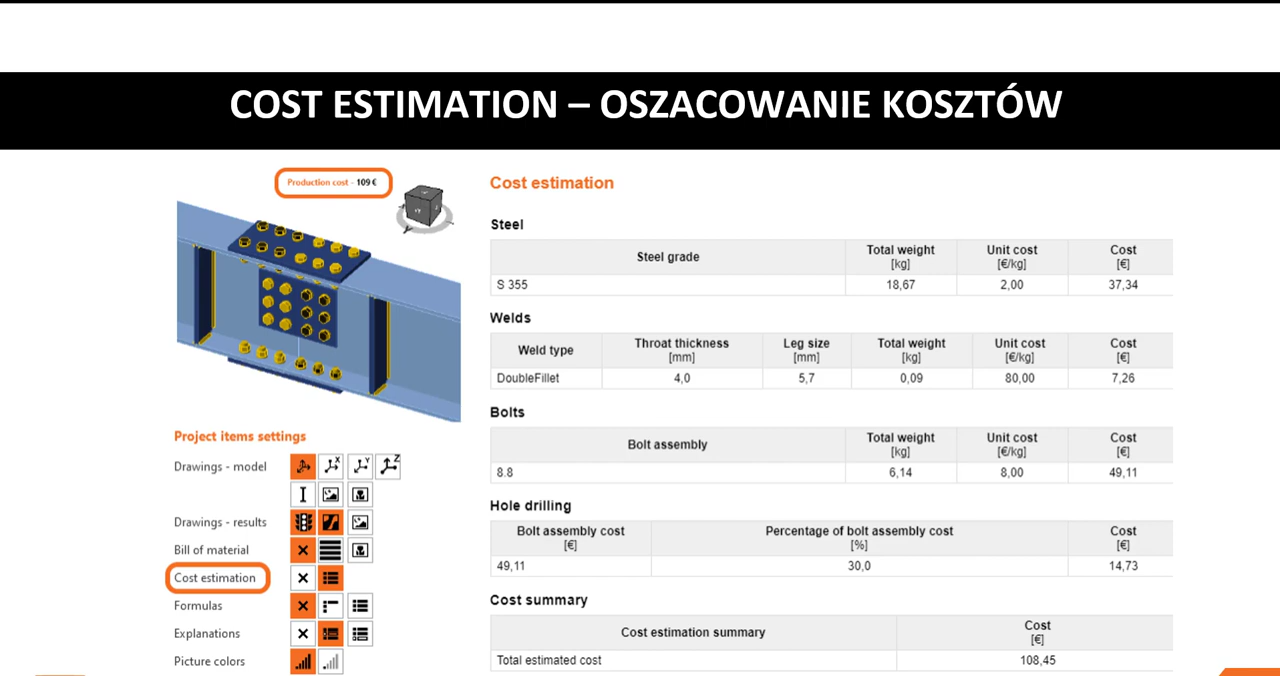 COST ESTIMATION – OSZACOWANIE KOSZTÓW
Production cost - 109 €
Project items settings
Drawings - model
X
Y
Z
Drawings - results
Bill of material
Cost estimation
Formulas
Explanations
Picture colors
Cost estimation
Steel
Steel grade Total weight [kg] Unit cost [€/kg] Cost [€]
S 355 18,67 2,00 37,34
Welds
Weld type Throat thickness [mm] Leg size [mm] Total weight [kg] Unit cost [€/kg] Cost [€]
DoubleFillet 4,0 5,7 0,09 80,00 7,26
Bolts
Bolt assembly Total weight [kg] Unit cost [€/kg] Cost [€]
8.8 6,14 8,00 49,11
Hole drilling
Bolt assembly cost [€] Percentage of bolt assembly cost [%] Cost [€]
49,11 30,0 14,73
Cost summary
Cost estimation summary Cost [€]
Total estimated cost 108,45